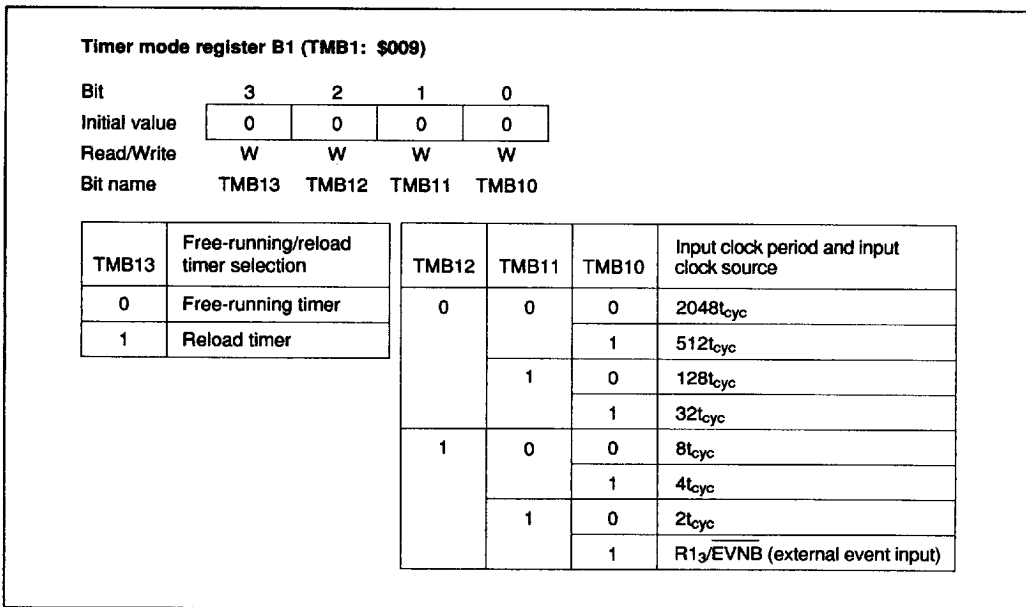 Timer mode register B1 (TMB1: $009)
Bit 3 2 1 0
Initial value 0 0 0 0
Read/Write W W W W
Bit name TMB13 TMB12 TMB11 TMB10
TMB13 Free-running/reload
timer selection
0 Free-running timer
1 Reload timer
TMB12 TMB11 TMB10 Input clock period and input
clock source
0 0 0 2048tcyc
1 512tcyc
1 0 128tcyc
1 32tcyc
1 0 0 8tcyc
1 4tcyc
1 0 2tcyc
1 R13/EVNB (external event input)